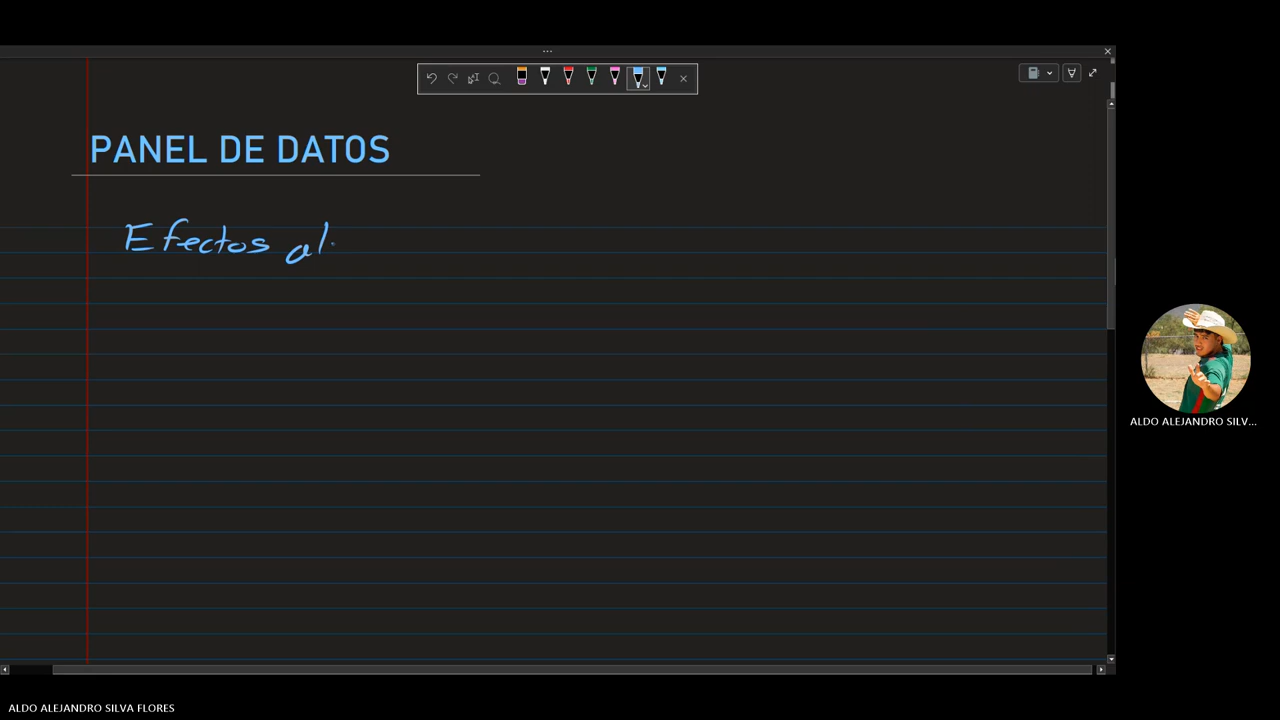 PANEL DE DATOS
Efectos al
ALDO ALEJANDRO SILV...
ALDO ALEJANDRO SILVA FLORES